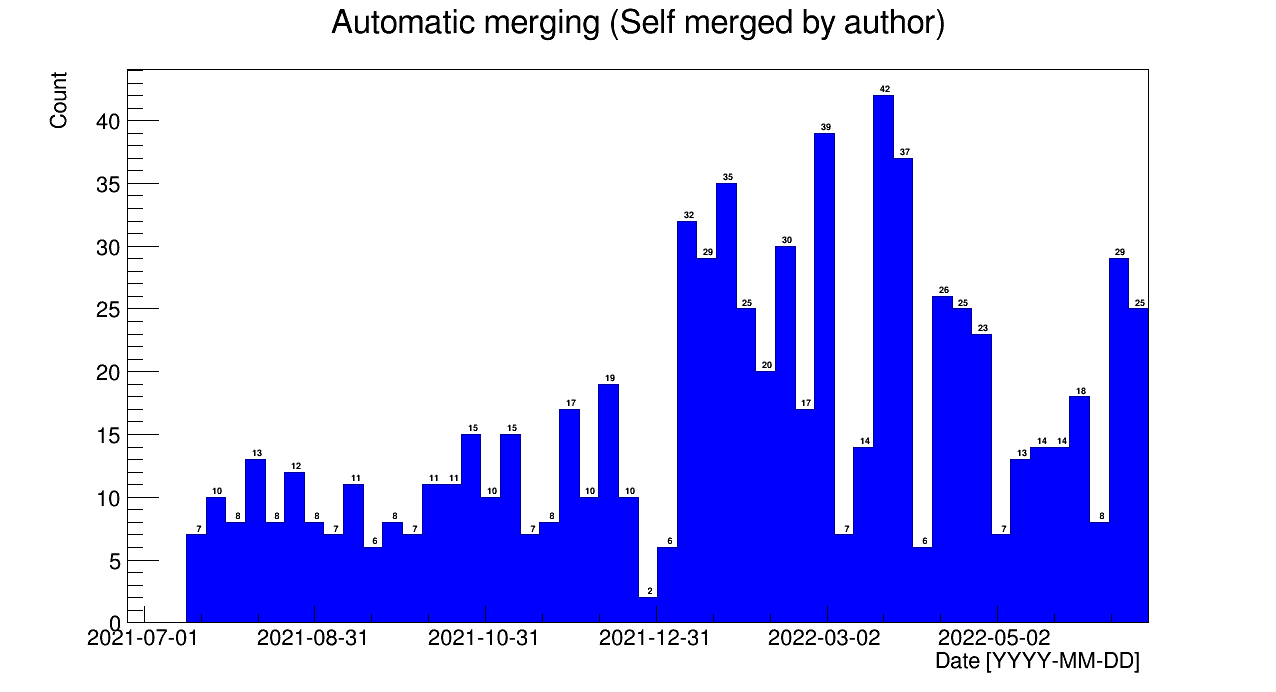 Automatic merging (Self merged by author)
Count
40
35
30
25
20
15
10
5
0
7 10 8 13 8 12 8 7 11 6 8 7 11 11 15 10 15 7 8 17 10 19 10 2 6 32 29 35 25 20 30 17 39 7 14 42 37 6 26 25 23 7 13 14 14 18 8 29 25
2021-07-01 2021-08-31 2021-10-31 2021-12-31 2022-03-02 2022-05-02
Date [YYYY-MM-DD]